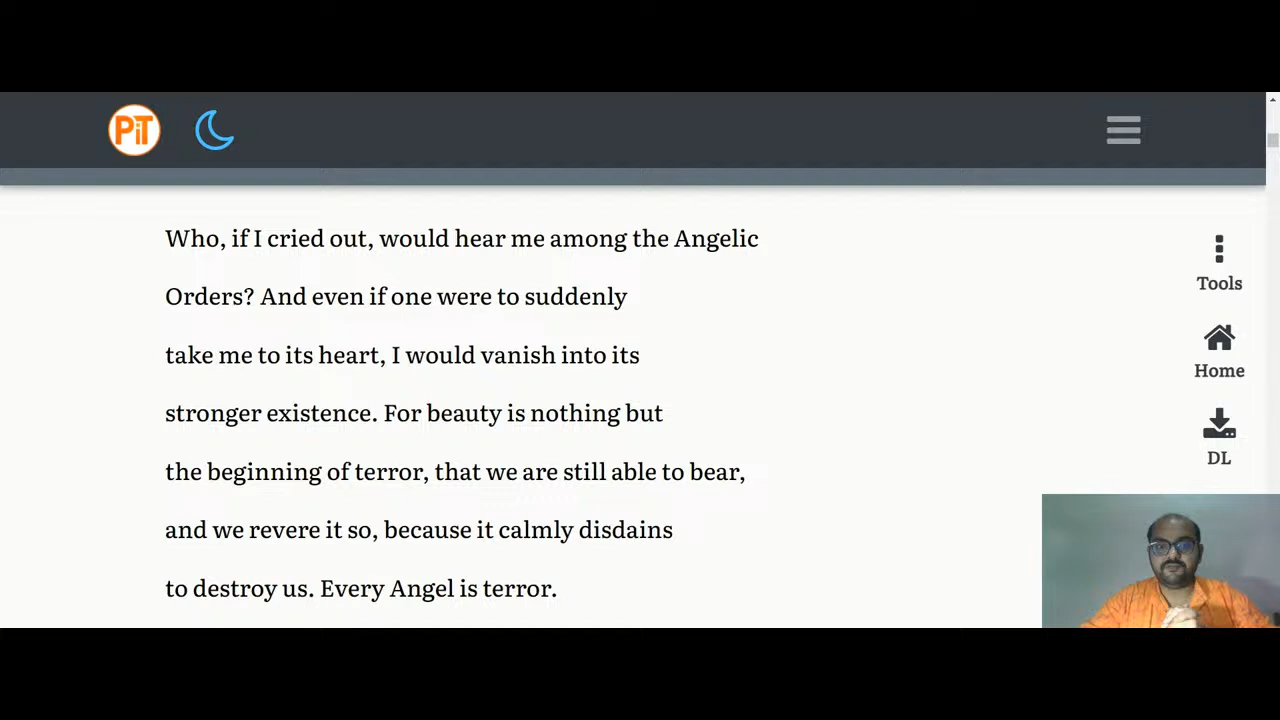 PiT
Who, if I cried out, would hear me among the Angelic
Orders? And even if one were to suddenly
take me to its heart, I would vanish into its
stronger existence. For beauty is nothing but
the beginning of terror, that we are still able to bear,
and we revere it so, because it calmly disdains
to destroy us. Every Angel is terror.
Tools
Home
DL